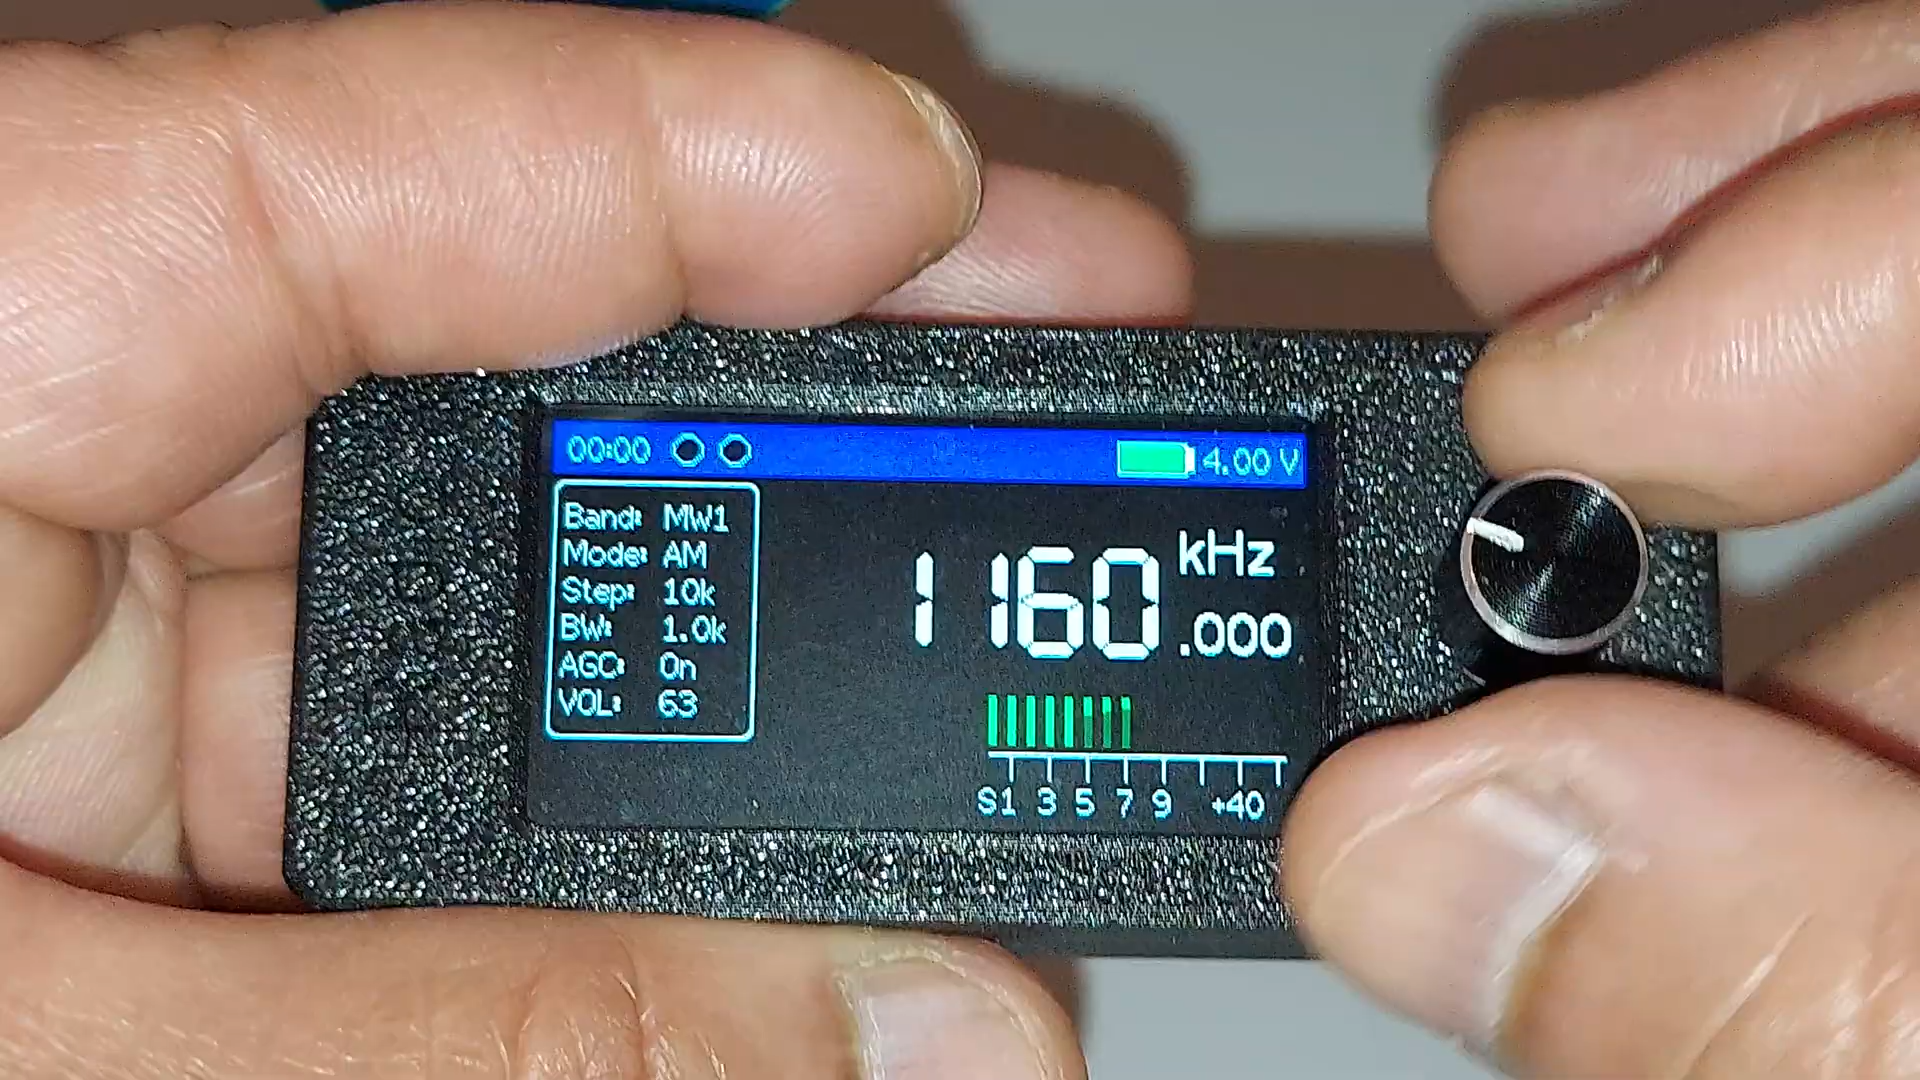 00:00 4.00 V
Band: MW1
Mode: AM
Step: 10k
BW: 1.0k
AGC: On
VOL: 63
1160.000 kHz
S1 3 5 7 9 +40